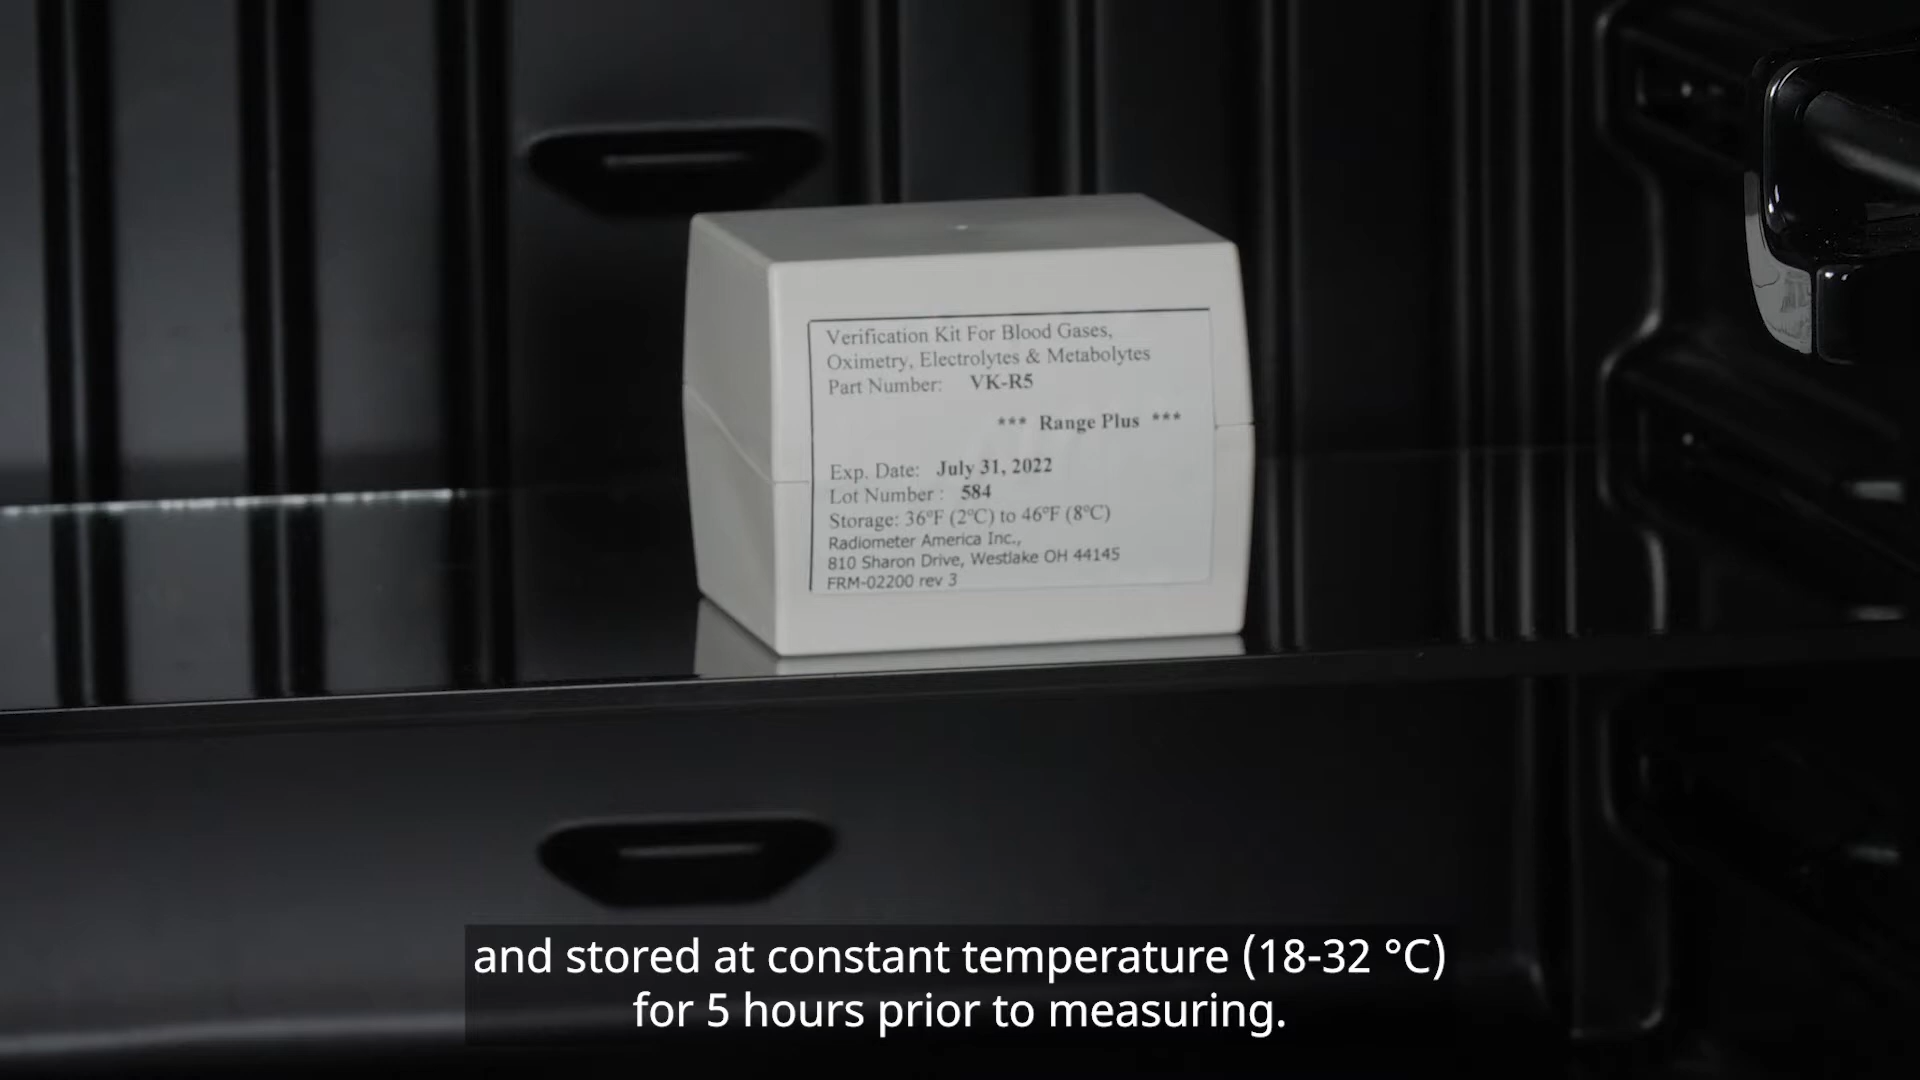 Verification Kit For Blood Gases,
Oximetry, Electrolytes & Metabolytes
Part Number: VK-R5
*** Range Plus ***
Exp. Date: July 31, 2022
Lot Number : 584
Storage: 36°F (2°C) to 46°F (8°C)
Radiometer America Inc.,
810 Sharon Drive, Westlake OH 44145
FRM-02200 rev 3
and stored at constant temperature (18-32 °C)
for 5 hours prior to measuring.